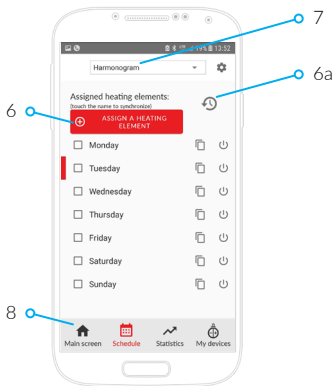 7
13:52
Harmonogram
6a
Assigned heating elements:
(touch the name to synchronize)
6
ASSIGN A HEATING
ELEMENT
Monday
Tuesday
Wednesday
Thursday
Friday
Saturday
Sunday
8
Main screen
Schedule
Statistics
My devices